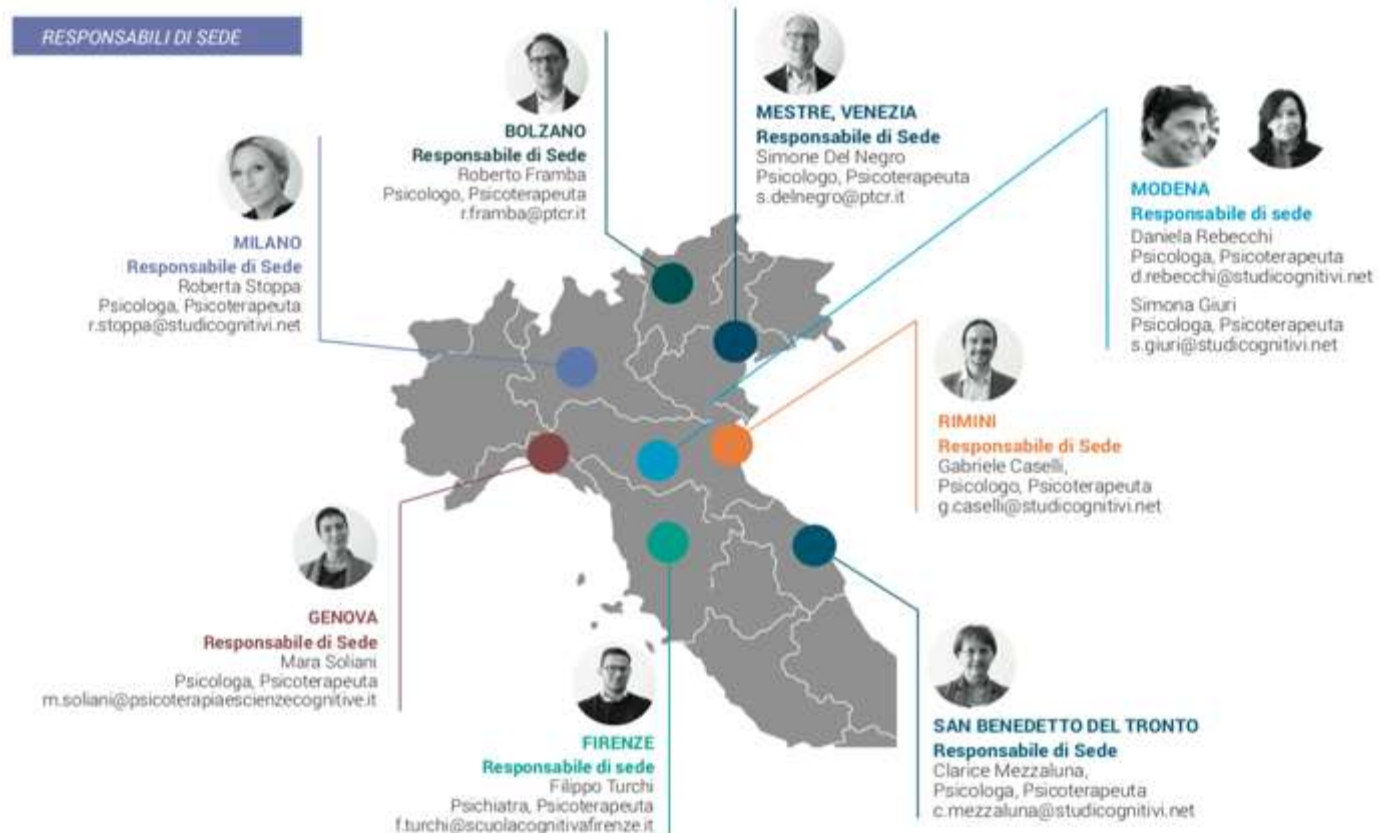 RESPONSABILI DI SEDE
BOLZANO
Responsabile di Sede
Roberto Framba
Psicologo, Psicoterapeuta
r.framba@ptcr.it
MESTRE, VENEZIA
Responsabile di Sede
Simone Del Negro
Psicologo, Psicoterapeuta
s.delnegro@ptcr.it
MODENA
Responsabile di sede
Daniela Rebecchi
Psicologa, Psicoterapeuta
d.rebecchi@studicognitivi.net
Simona Giuri
Psicologa, Psicoterapeuta
s.giuri@studicognitivi.net
MILANO
Responsabile di Sede
Roberta Stoppa
Psicologa, Psicoterapeuta
r.stoppa@studicognitivi.net
RIMINI
Responsabile di Sede
Gabriele Caselli,
Psicologo, Psicoterapeuta
g.caselli@studicognitivi.net
GENOVA
Responsabile di Sede
Mara Soliani
Psicologa, Psicoterapeuta
m.soliani@psicoterapiaescienzecognitive.it
FIRENZE
Responsabile di sede
Filippo Turchi
Psichiatra, Psicoterapeuta
f.turchi@scuolacognitivafirenze.it
SAN BENEDETTO DEL TRONTO
Responsabile di Sede
Clarice Mezzaluna,
Psicologa, Psicoterapeuta
c.mezzaluna@studicognitivi.net